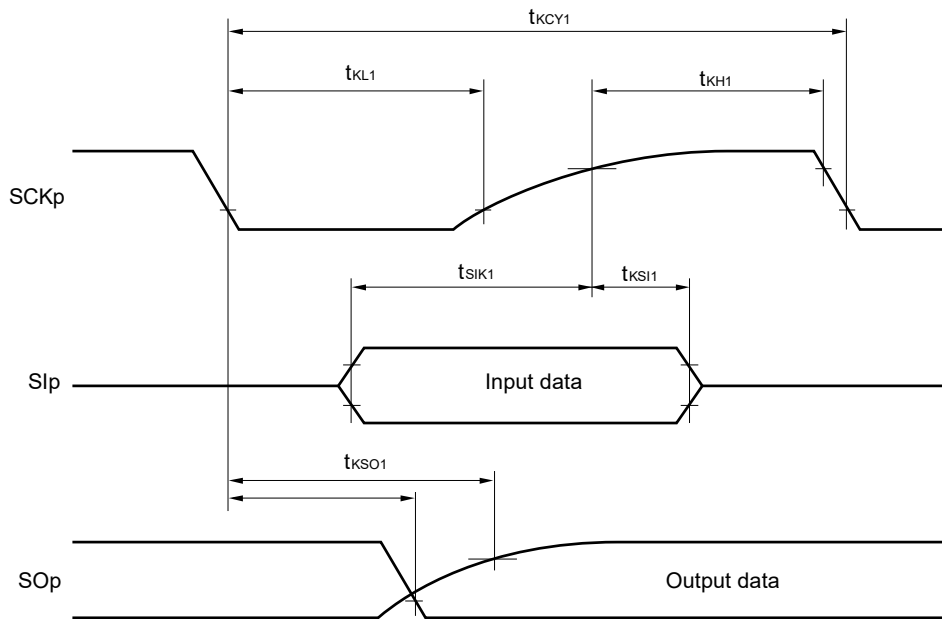 tKCY1
tKL1
tKH1
SCKp
tSIK1
tKSI1
SIp
Input data
tKSO1
SOp
Output data